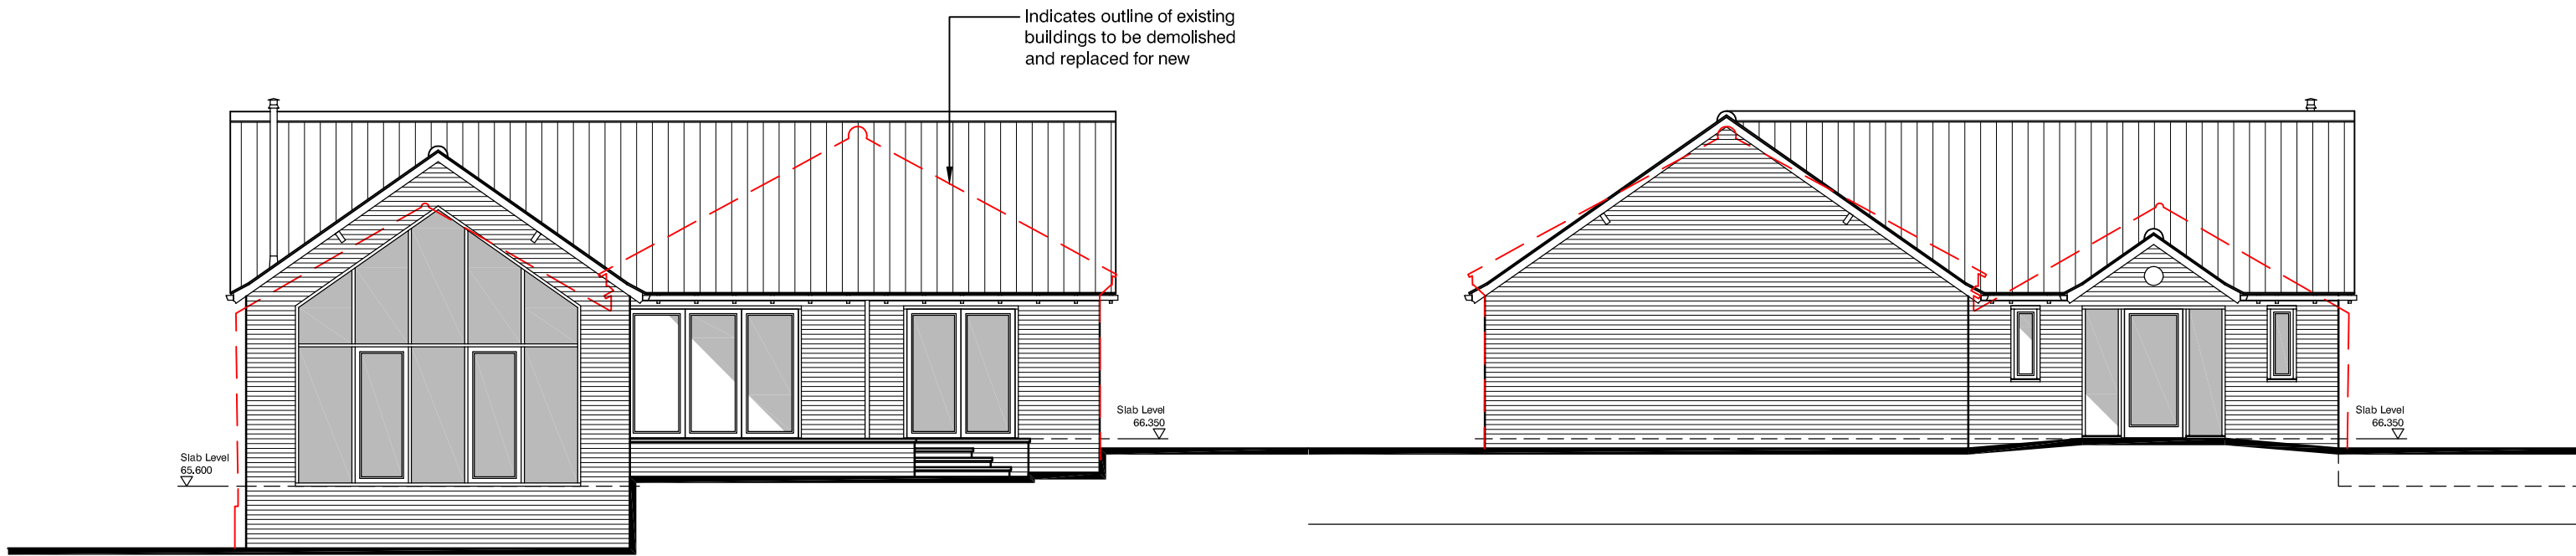 Indicates outline of existing
buildings to be demolished
and replaced for new
Slab Level
65.600
Slab Level
66.350
Slab Level
66.350